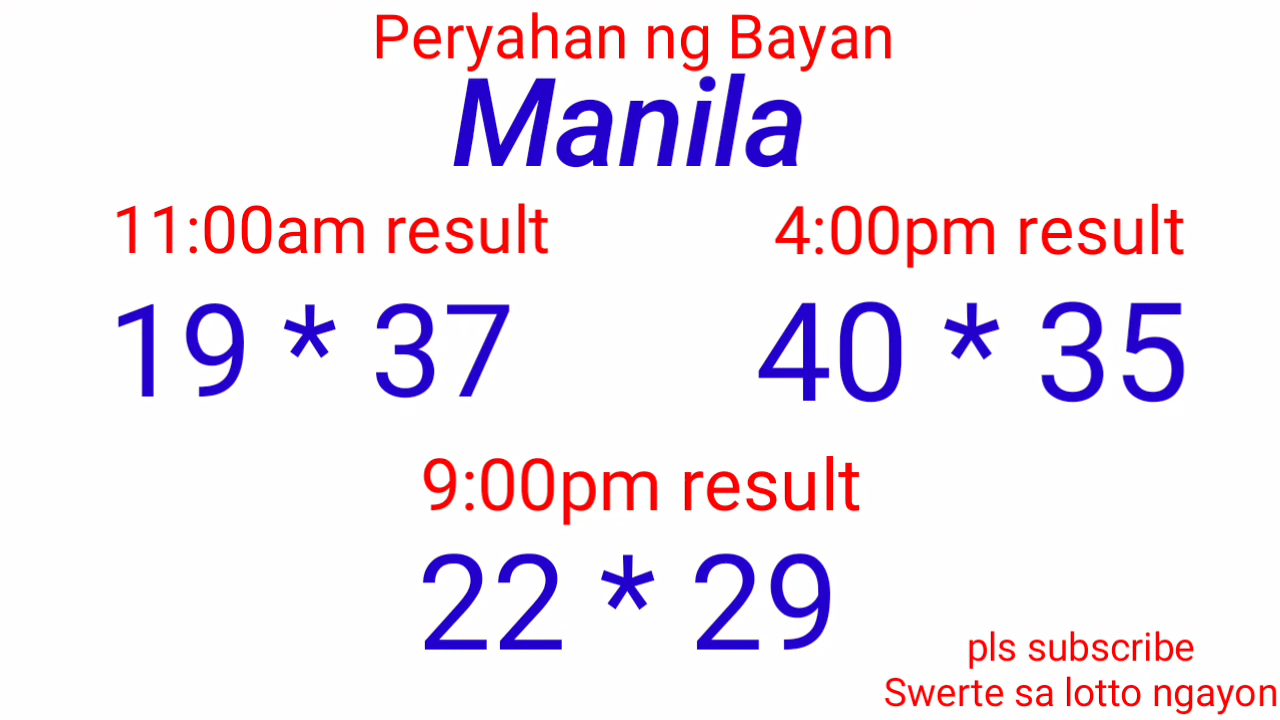 Peryahan ng Bayan
Manila
11:00am result
19 * 37
4:00pm result
40 * 35
9:00pm result
22 * 29
pls subscribe
Swerte sa lotto ngayon